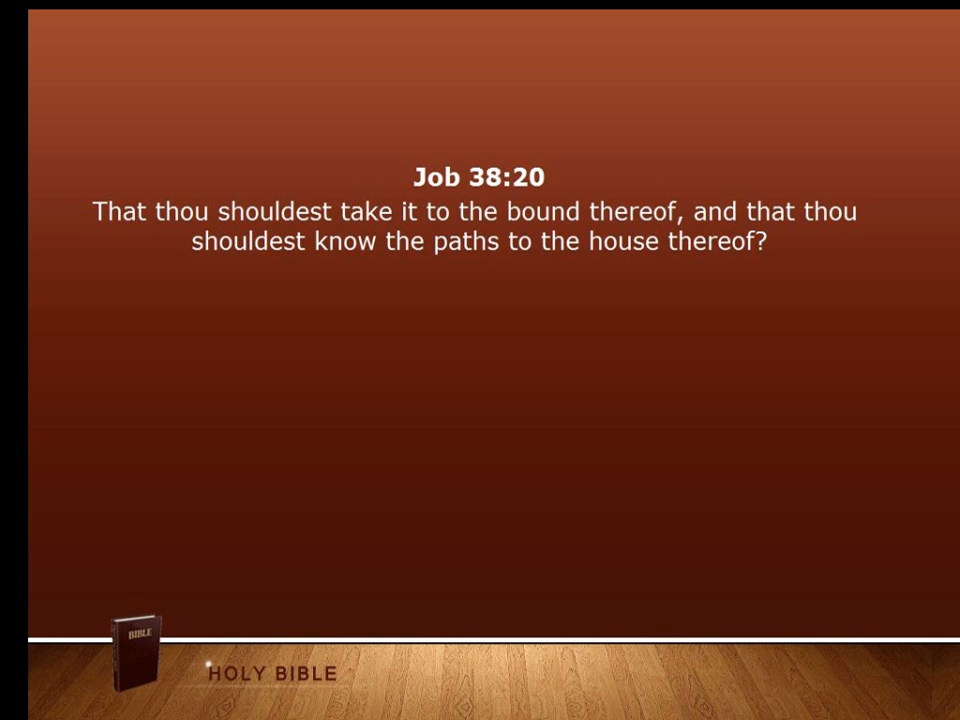 Job 38:20
That thou shouldest take it to the bound thereof, and that thou
shouldest know the paths to the house thereof?
BIBLE
HOLY BIBLE